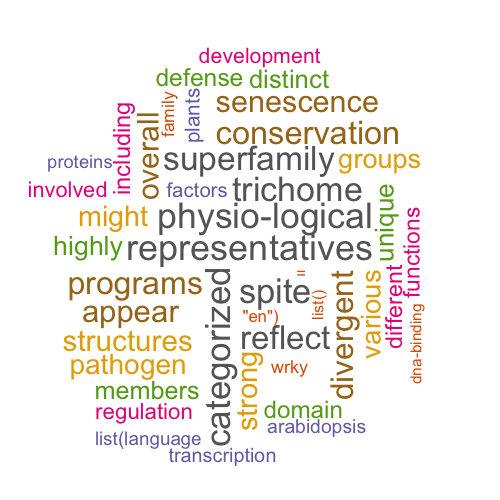 development
defense distinct
family
plants
senescence
including
overall
conservation
proteins
superfamily groups
involved
factors trichome
might physio-logical
unique
functions
highly representatives
programs
categorized
spite
"
list()
divergent
various
different
appear
"en")
dna-binding
structures
strong
reflect
pathogen
wrky
members
regulation
domain
list(language
arabidopsis
transcription